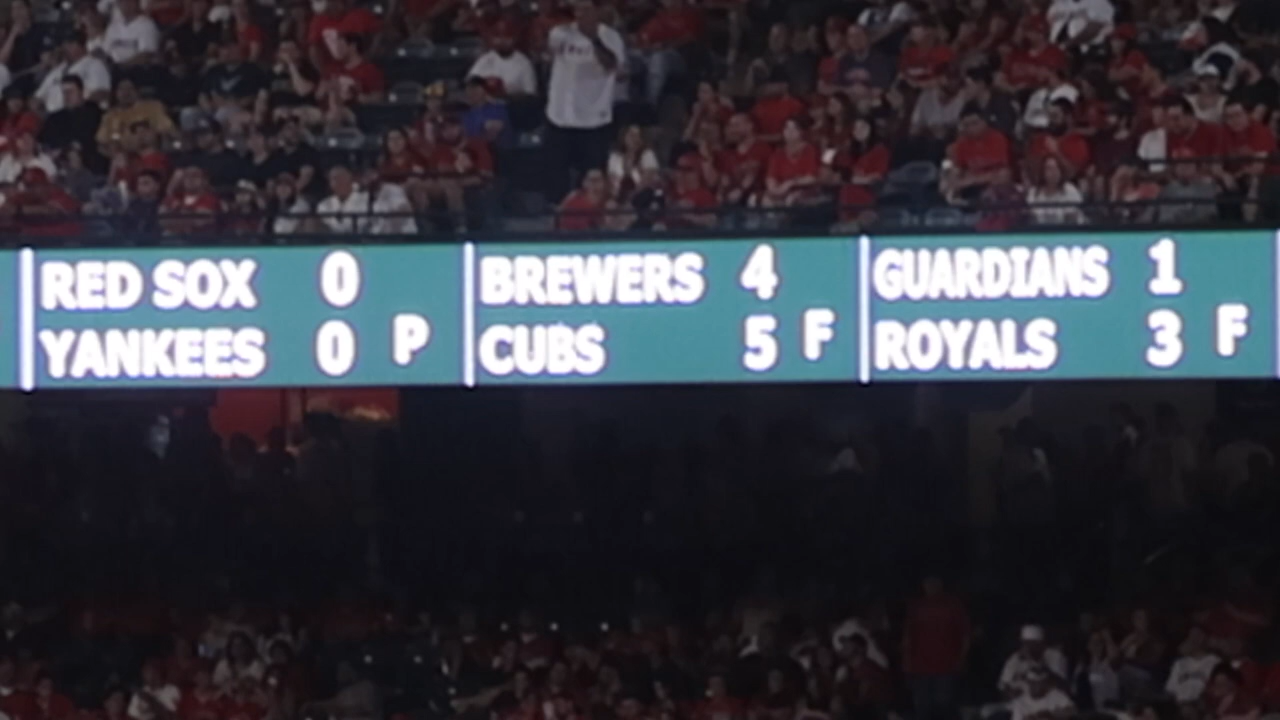 RED SOX 0
YANKEES 0 P
BREWERS 4
CUBS 5 F
GUARDIANS 1
ROYALS 3 F